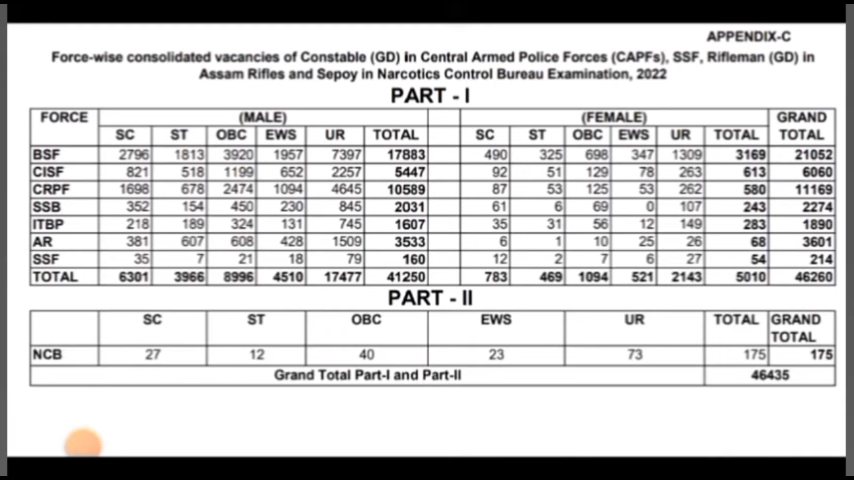 APPENDIX-C
Force-wise consolidated vacancies of Constable (GD) in Central Armed Police Forces (CAPFs), SSF, Rifleman (GD) in
Assam Rifles and Sepoy in Narcotics Control Bureau Examination, 2022
PART - I
FORCE (MALE) (FEMALE) GRAND
SC ST OBC EWS UR TOTAL SC ST OBC EWS UR TOTAL TOTAL
BSF 2796 1813 3920 1957 7397 17883 490 325 698 347 1309 3169 21052
CISF 821 518 1199 652 2257 5447 92 51 129 78 263 613 6060
CRPF 1698 678 2474 1094 4645 10589 87 53 125 53 262 580 11169
SSB 352 154 450 230 845 2031 61 6 69 0 107 243 2274
ITBP 218 189 324 131 745 1607 35 31 56 12 149 283 1890
AR 381 607 608 428 1509 3533 6 1 10 25 26 68 3601
SSF 35 7 21 18 79 160 12 2 7 6 27 54 214
TOTAL 6301 3966 8996 4510 17477 41250 783 469 1094 521 2143 5010 46260
PART - II
SC ST OBC EWS UR TOTAL GRAND
TOTAL
NCB 27 12 40 23 73 175 175
Grand Total Part-I and Part-II 46435